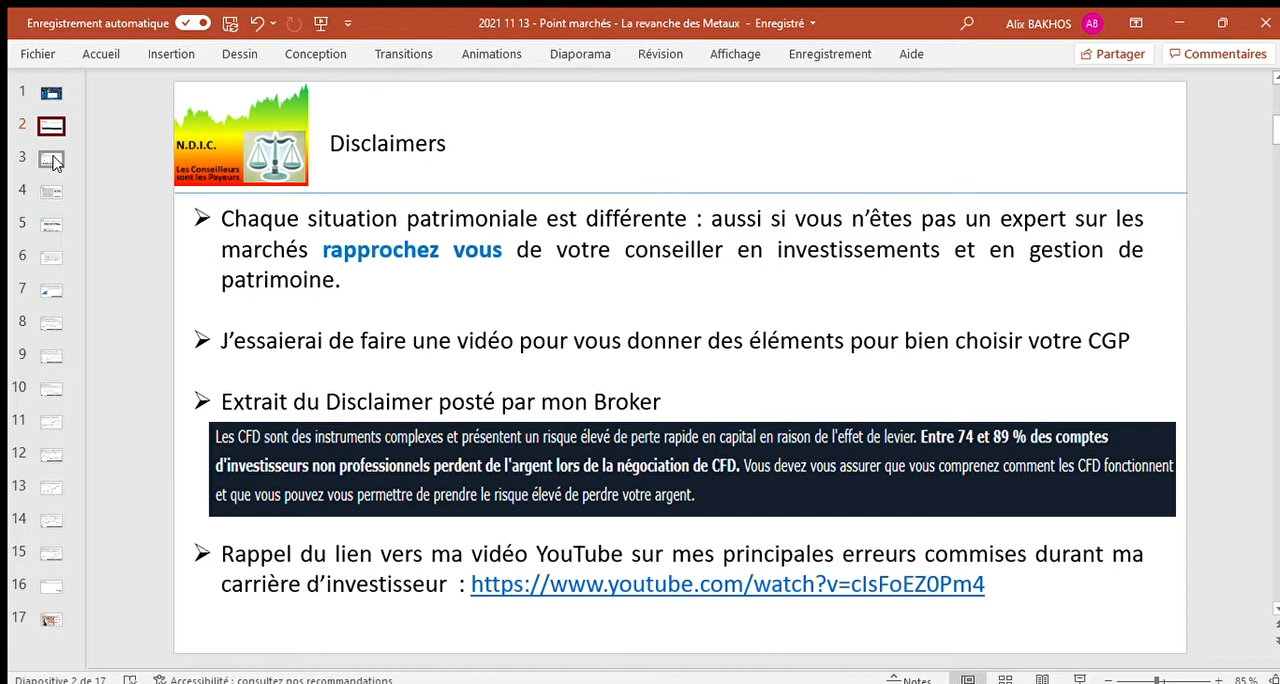 Enregistrement automatique
2021 11 13 - Point marchés - La revanche des Metaux - Enregistré
Alix BAKHOS AB
Fichier Accueil Insertion Dessin Conception Transitions Animations Diaporama Révision Affichage Enregistrement Aide Partager Commentaires
1
2
3
4
5
6
7
8
9
10
11
12
13
14
15
16
17
N.D.I.C.
Les Conseilleurs
sont les Payeurs
Disclaimers
Chaque situation patrimoniale est différente : aussi si vous n’êtes pas un expert sur les
marchés rapprochez vous de votre conseiller en investissements et en gestion de
patrimoine.
J’essaierai de faire une vidéo pour vous donner des éléments pour bien choisir votre CGP
Extrait du Disclaimer posté par mon Broker
Les CFD sont des instruments complexes et présentent un risque élevé de perte rapide en capital en raison de l'effet de levier. Entre 74 et 89 % des comptes
d'investisseurs non professionnels perdent de l'argent lors de la négociation de CFD. Vous devez vous assurer que vous comprenez comment les CFD fonctionnent
et que vous pouvez vous permettre de prendre le risque élevé de perdre votre argent.
Rappel du lien vers ma vidéo YouTube sur mes principales erreurs commises durant ma
carrière d’investisseur : https://www.youtube.com/watch?v=cIsFoEZ0Pm4
Diapositive 2 de 17 Accessibilité : consultez nos recommandations Notes 85 %